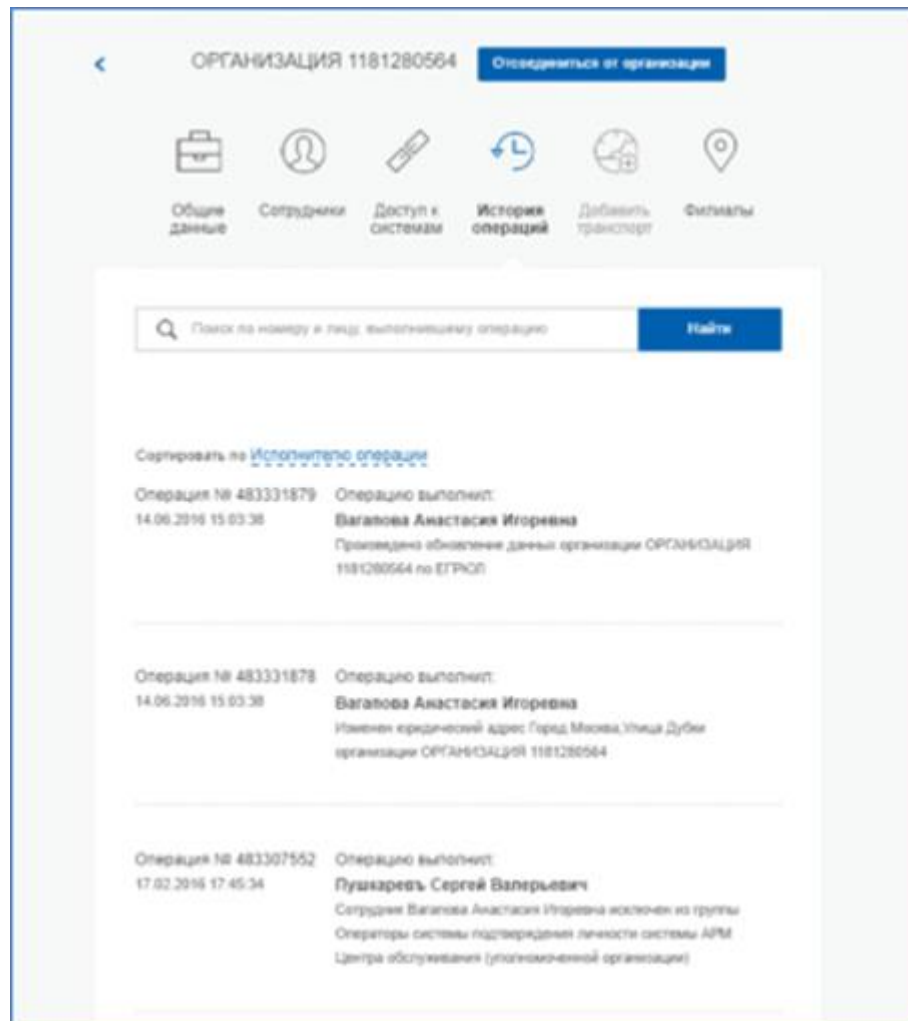 ОРГАНИЗАЦИЯ 1181280564
Отсоединиться от организации
Общие данные
Сотрудники
Доступ к системам
История операций
Добавить транспорт
Филиалы
Поиск по номеру и лицу, выполнившему операцию
Найти
Сортировать по Исполнителю операции
Операция № 483331879
14.06.2016 15:03:38
Операцию выполнил:
Вагапова Анастасия Игоревна
Произведено обновление данных организации ОРГАНИЗАЦИЯ
1181280564 по ЕГРЮЛ
Операция № 483331878
14.06.2016 15:03:38
Операцию выполнил:
Вагапова Анастасия Игоревна
Изменен юридический адрес Город Москва,Улица Дубки
организации ОРГАНИЗАЦИЯ 1181280564
Операция № 483307552
17.02.2016 17:45:34
Операцию выполнил:
Пушкаревъ Сергей Валерьевич
Сотрудник Вагапова Анастасия Игоревна исключен из группы
Операторы системы подтверждения личности системы АРМ
Центра обслуживания (уполномоченной организации)